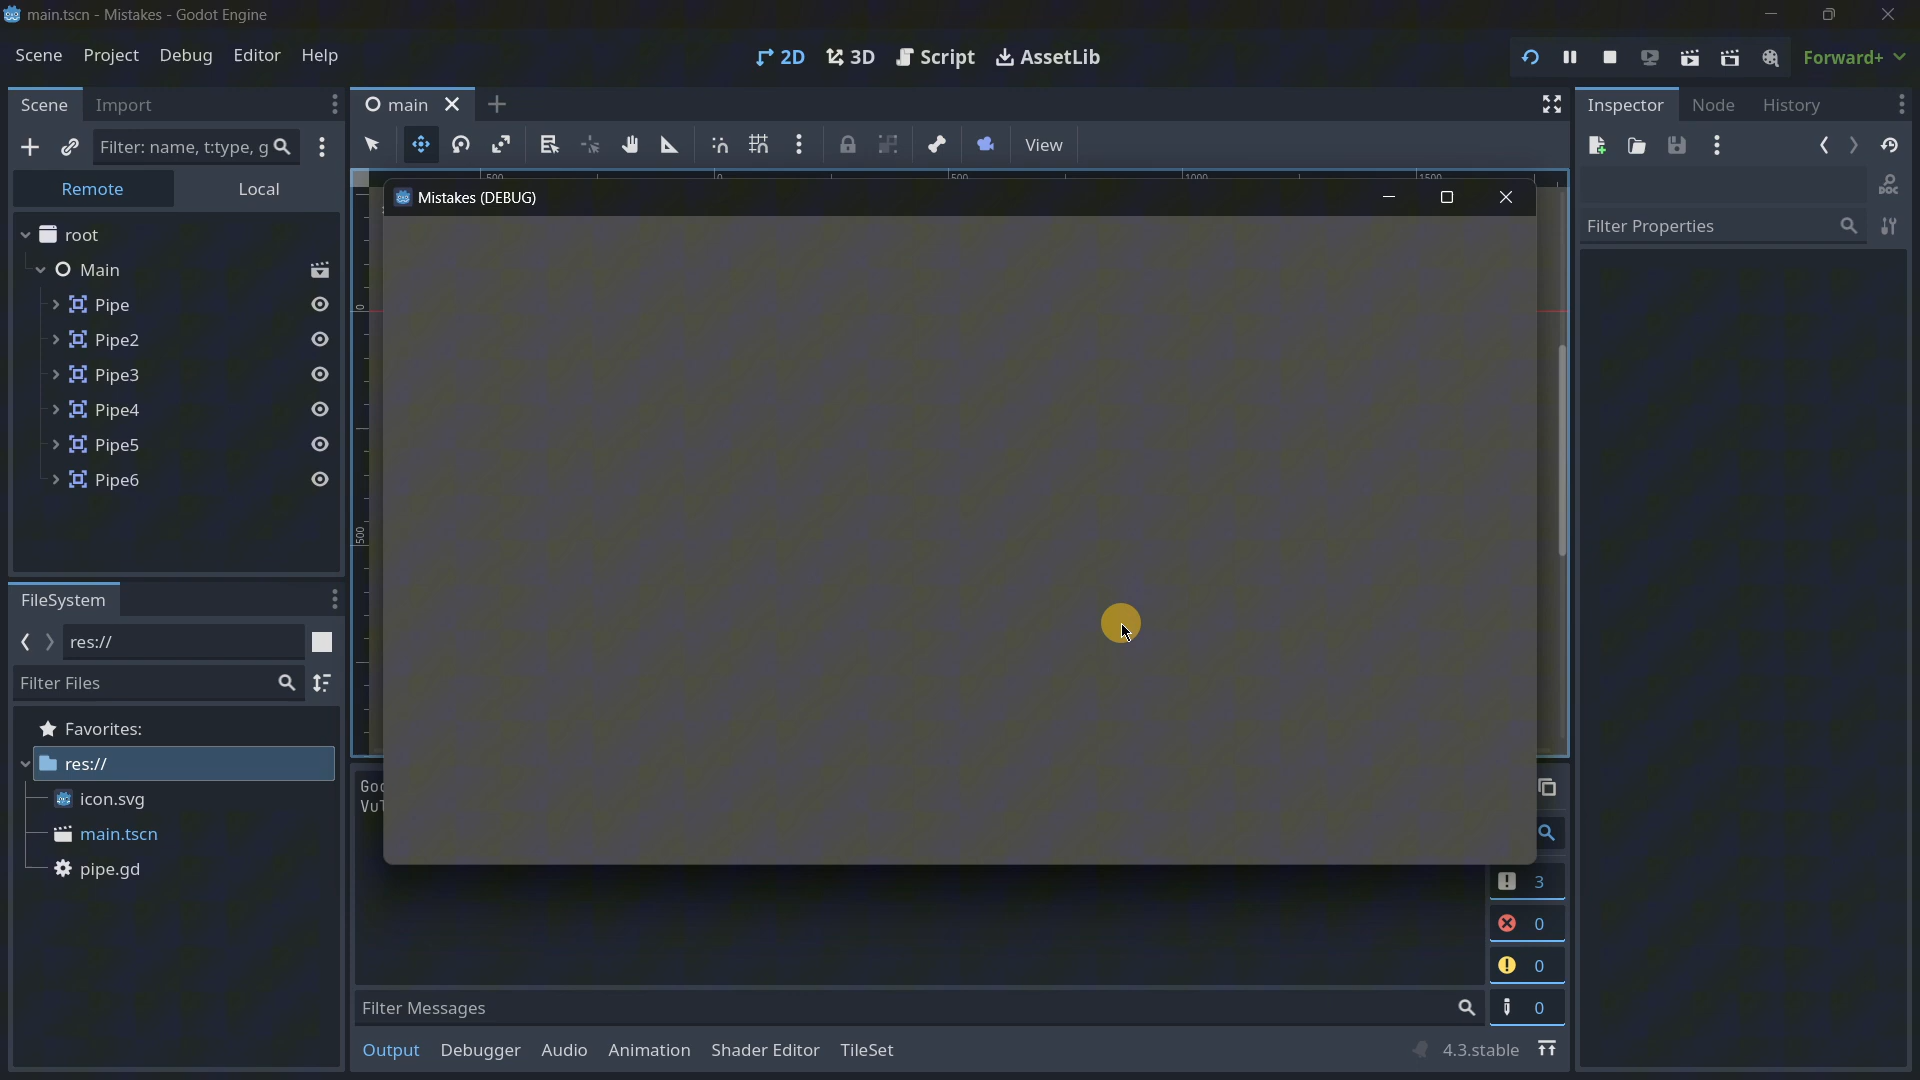 main.tscn - Mistakes - Godot Engine
Scene Project Debug Editor Help
2D 3D Script AssetLib
Forward+
Scene Import
main
Inspector Node History
Filter: name, t:type, g
View
Remote Local
Filter Properties
500 0 500 1000 1500
0
500
Mistakes (DEBUG)
root
Main
Pipe
Pipe2
Pipe3
Pipe4
Pipe5
Pipe6
FileSystem
res://
Filter Files
Favorites:
res://
icon.svg
main.tscn
pipe.gd
3
0
0
0
Filter Messages
Output Debugger Audio Animation Shader Editor TileSet
4.3.stable